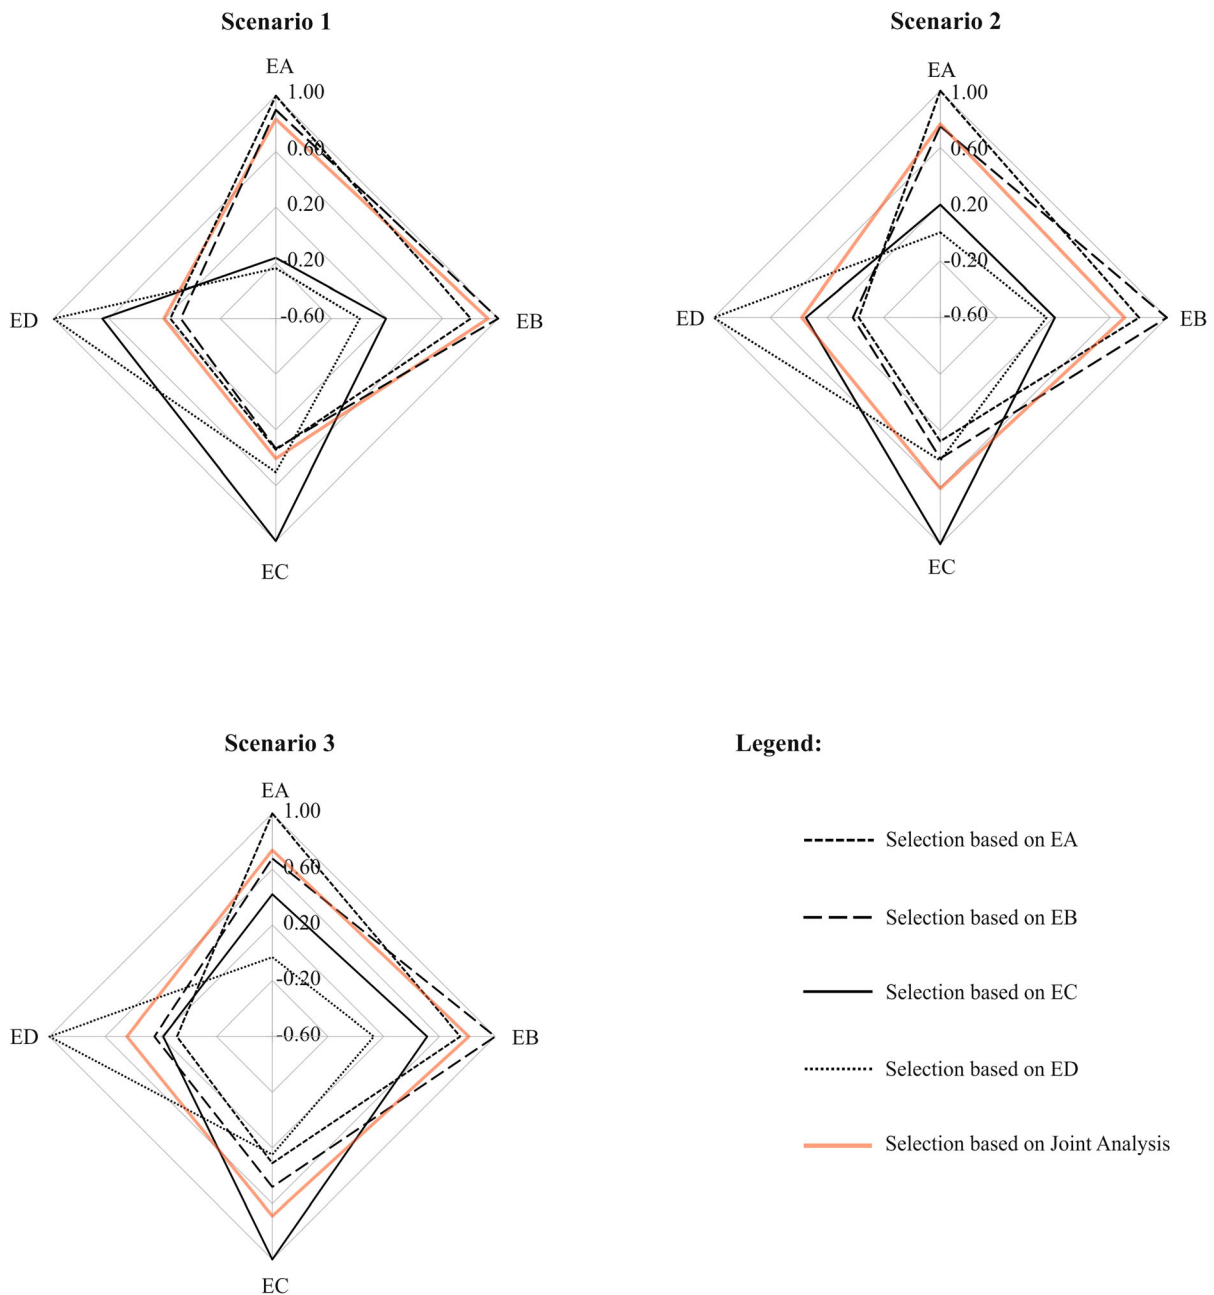 Scenario 1
EA
1.00
0.60
0.20
-0.20
-0.60
ED
EB
EC
Scenario 2
EA
1.00
0.60
0.20
-0.20
-0.60
ED
EB
EC
Scenario 3
EA
1.00
0.60
0.20
-0.20
-0.60
ED
EB
EC
Legend:
Selection based on EA
Selection based on EB
Selection based on EC
Selection based on ED
Selection based on Joint Analysis